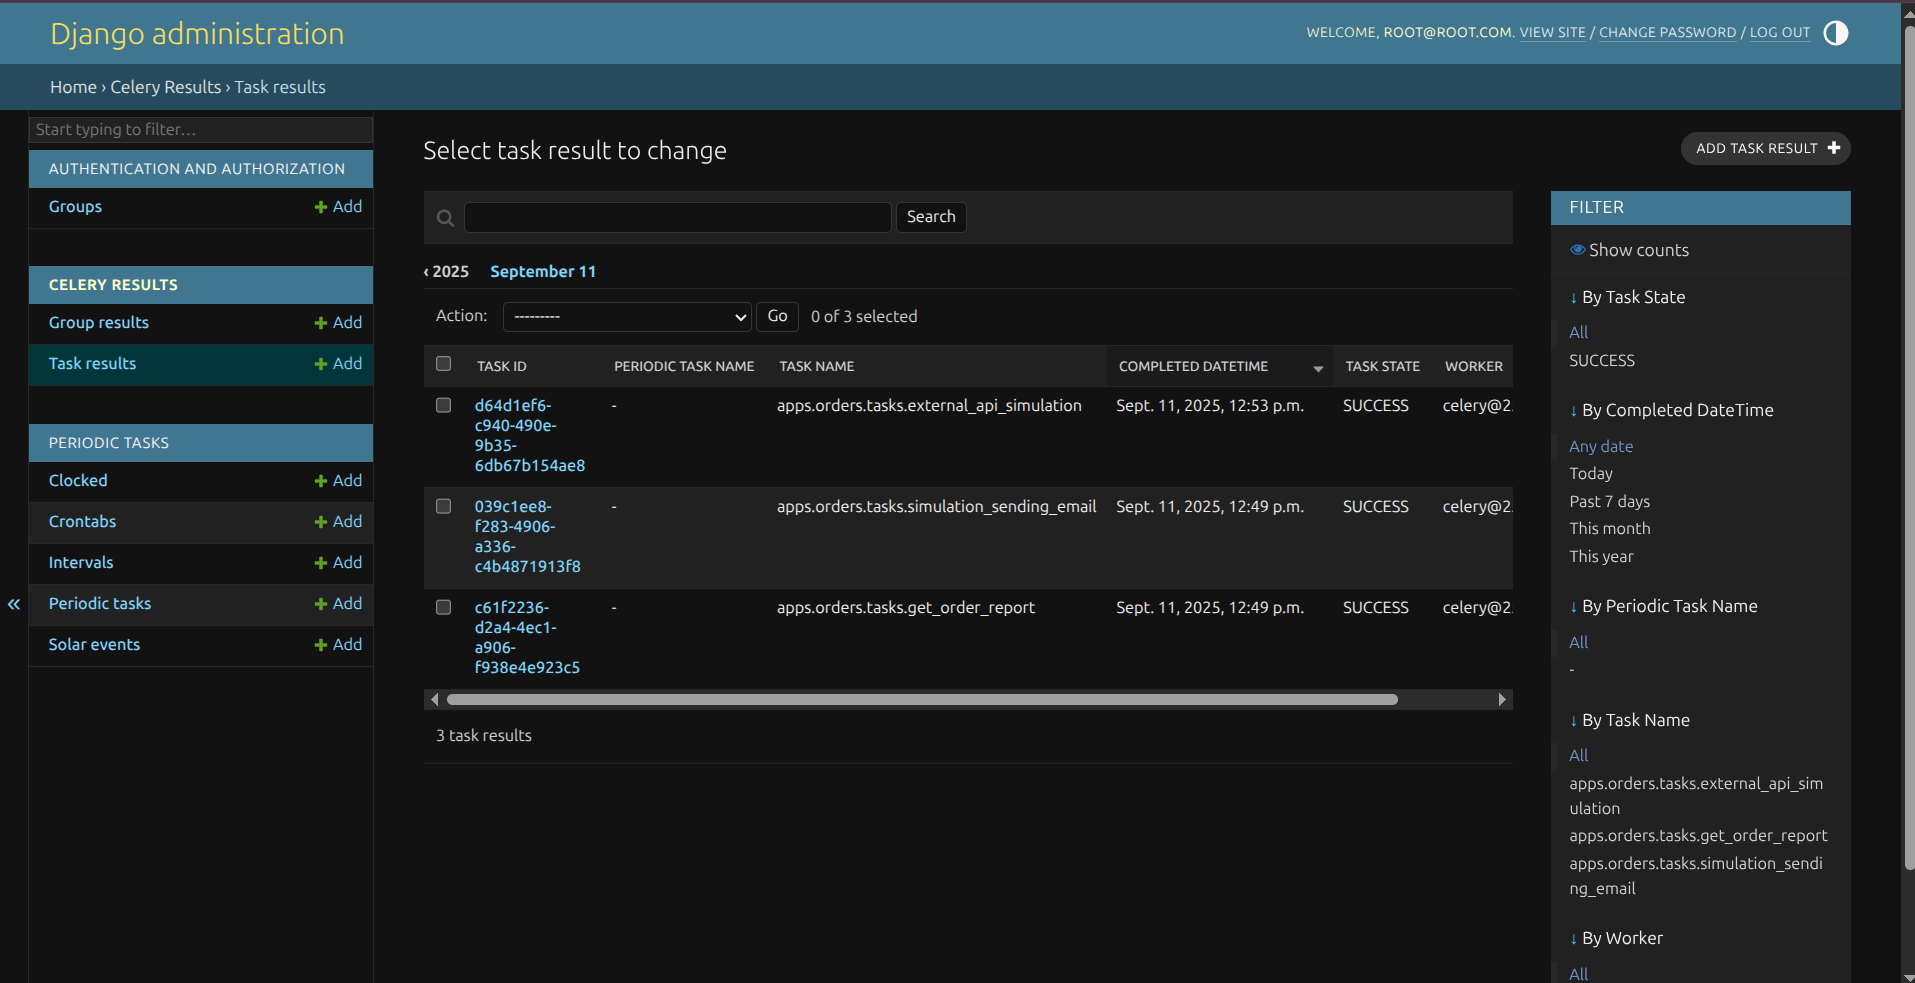 Django administration
WELCOME, ROOT@ROOT.COM. VIEW SITE / CHANGE PASSWORD / LOG OUT
Home › Celery Results › Task results
Start typing to filter…
AUTHENTICATION AND AUTHORIZATION
Groups
Add
CELERY RESULTS
Group results
Add
Task results
Add
PERIODIC TASKS
Clocked
Add
Crontabs
Add
Intervals
Add
«
Periodic tasks
Add
Solar events
Add
Select task result to change
ADD TASK RESULT
Search
‹ 2025 September 11
Action: --------- Go 0 of 3 selected
TASK ID PERIODIC TASK NAME TASK NAME COMPLETED DATETIME TASK STATE WORKER
d64d1ef6- - apps.orders.tasks.external_api_simulation Sept. 11, 2025, 12:53 p.m. SUCCESS celery@2
c940-490e-
9b35-
6db67b154ae8
039c1ee8- - apps.orders.tasks.simulation_sending_email Sept. 11, 2025, 12:49 p.m. SUCCESS celery@2
f283-4906-
a336-
c4b4871913f8
c61f2236- - apps.orders.tasks.get_order_report Sept. 11, 2025, 12:49 p.m. SUCCESS celery@2
d2a4-4ec1-
a906-
f938e4e923c5
3 task results
FILTER
Show counts
↓ By Task State
All
SUCCESS
↓ By Completed DateTime
Any date
Today
Past 7 days
This month
This year
↓ By Periodic Task Name
All
-
↓ By Task Name
All
apps.orders.tasks.external_api_sim
ulation
apps.orders.tasks.get_order_report
apps.orders.tasks.simulation_sendi
ng_email
↓ By Worker
All